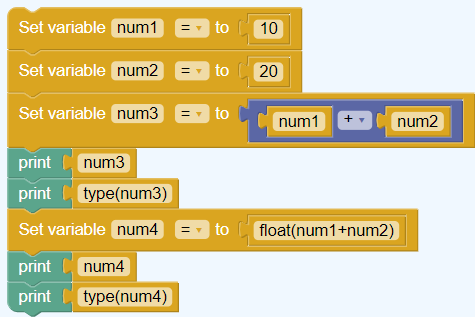 Set variable num1 = to 10
Set variable num2 = to 20
Set variable num3 = to num1 + num2
print num3
print type(num3)
Set variable num4 = to float(num1+num2)
print num4
print type(num4)